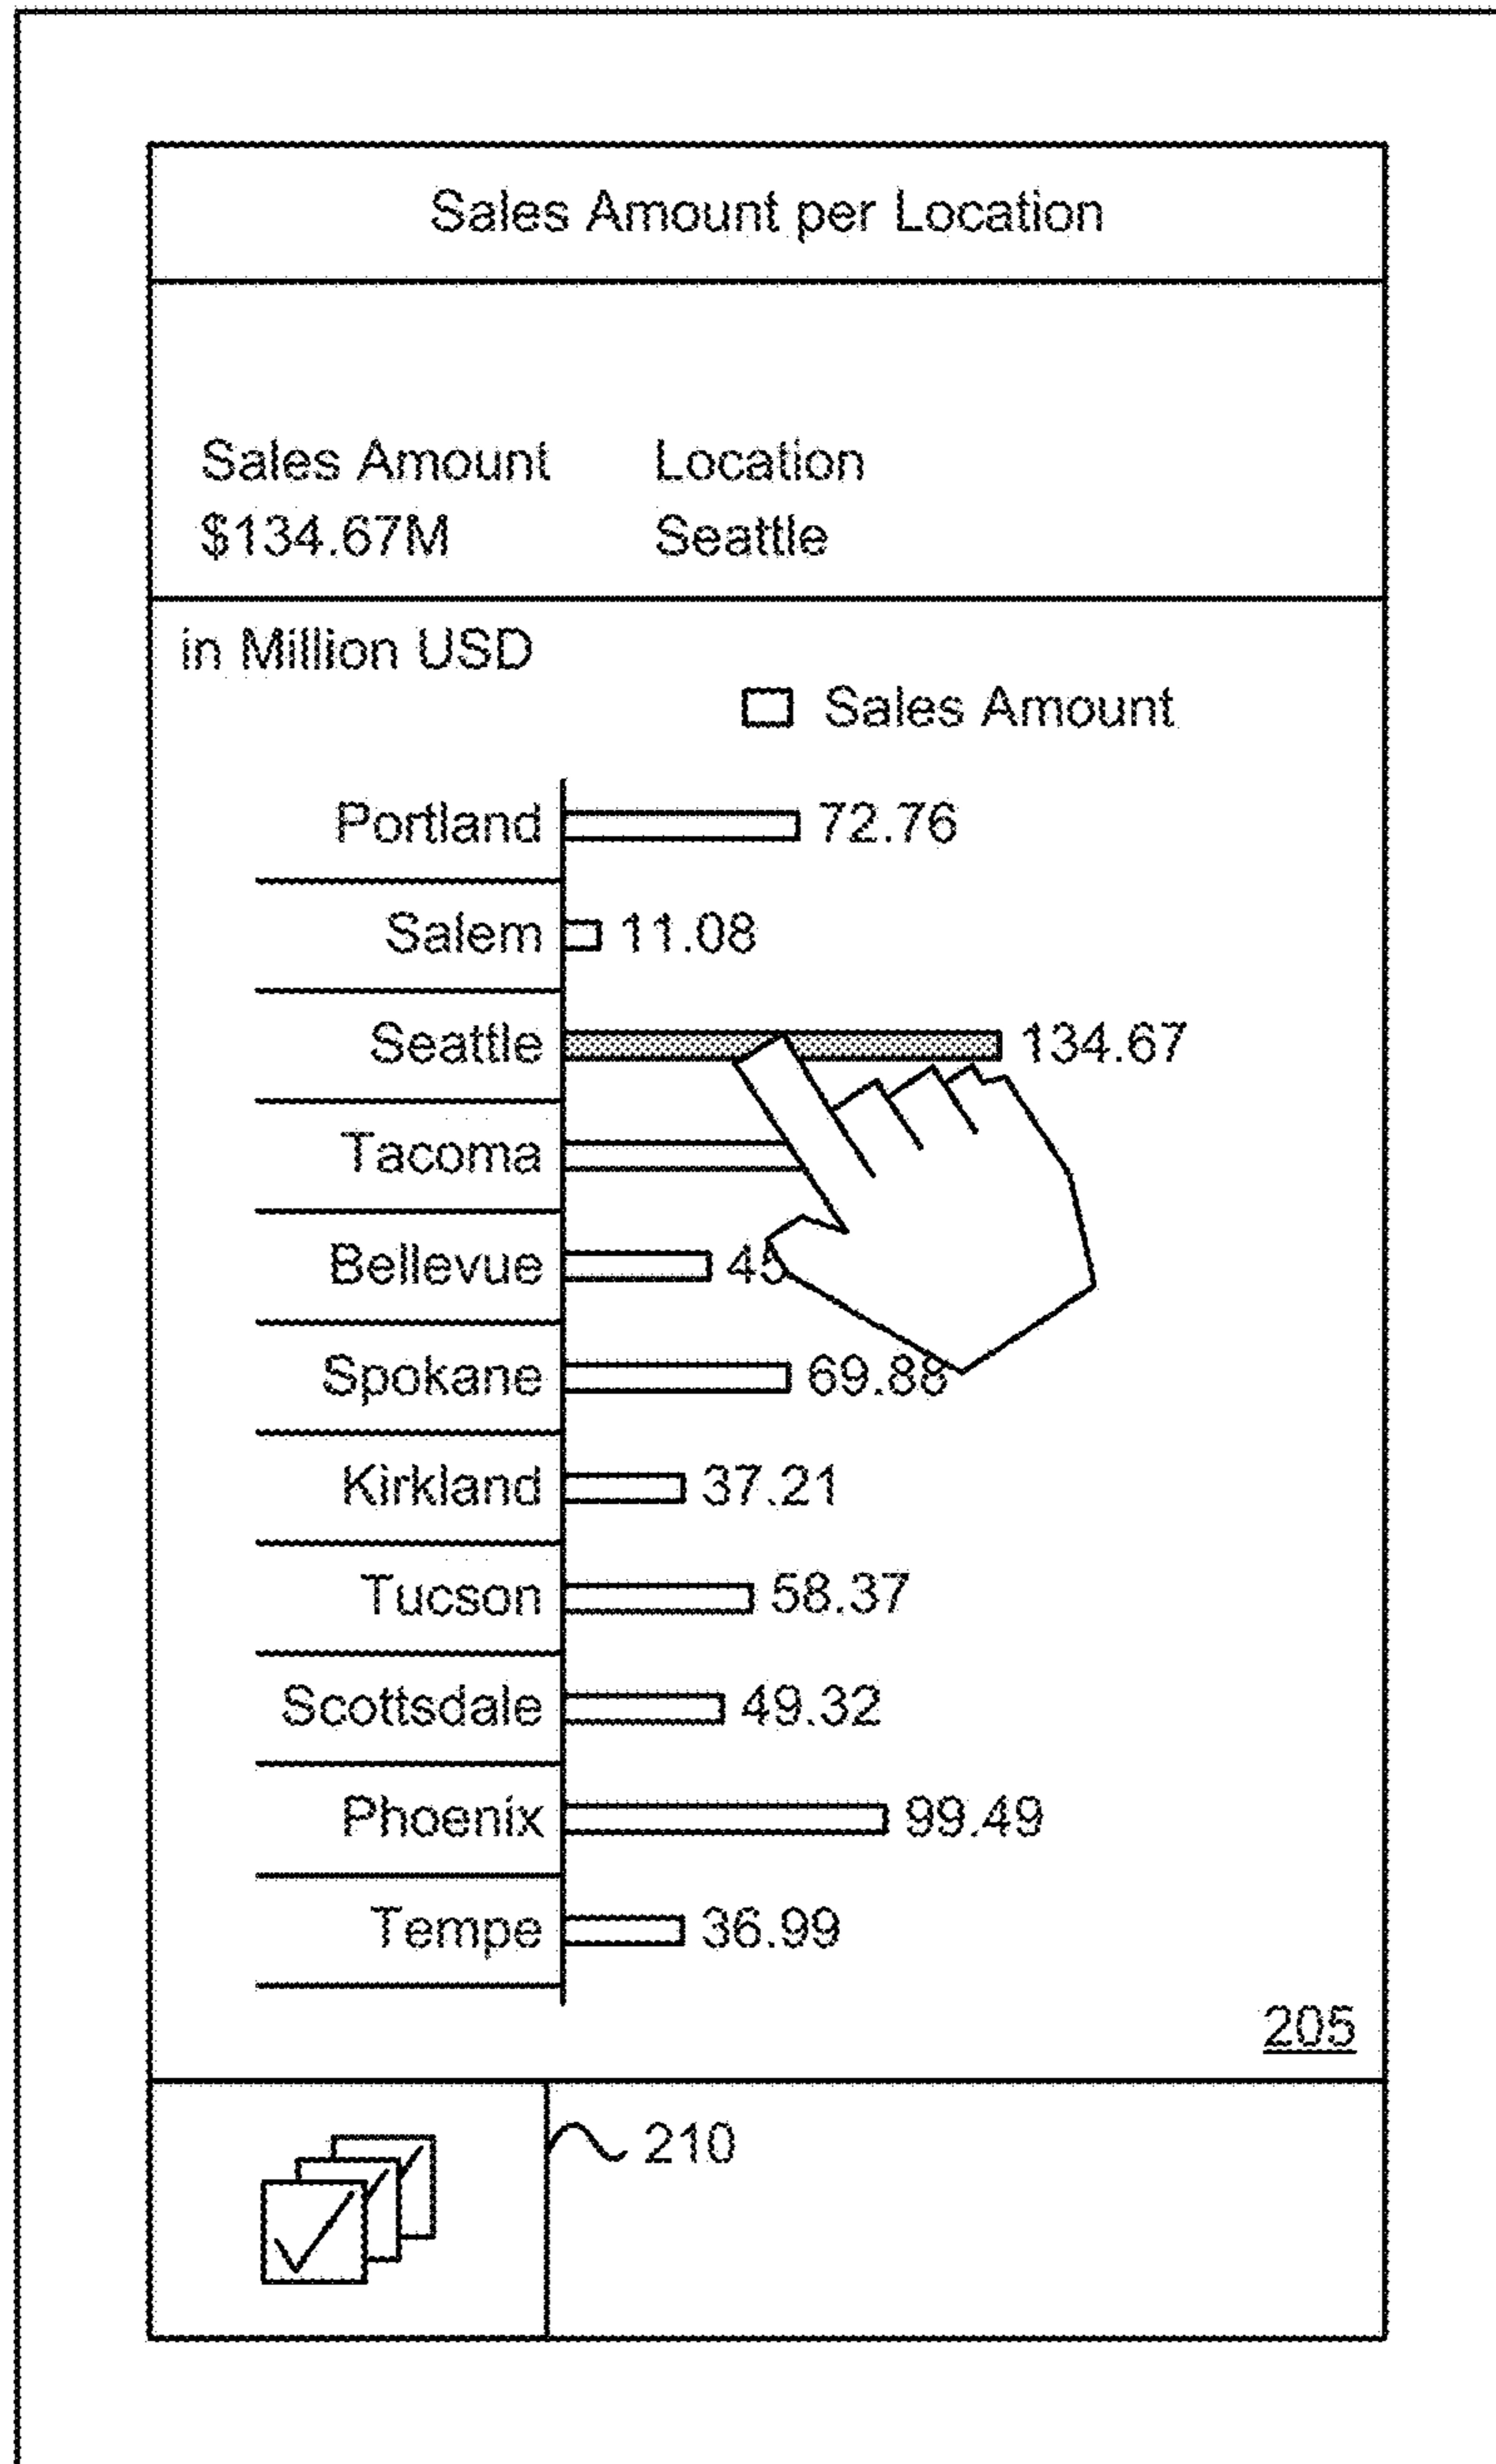 Sales Amount per Location
Sales Amount Location
$134.67M Seattle
in Million USD
Sales Amount
Portland 72.76
Salem 11.08
Seattle 134.67
Tacoma
Bellevue 45
Spokane 69.88
Kirkland 37.21
Tucson 58.37
Scottsdale 49.32
Phoenix 99.49
Tempe 36.99
205
210